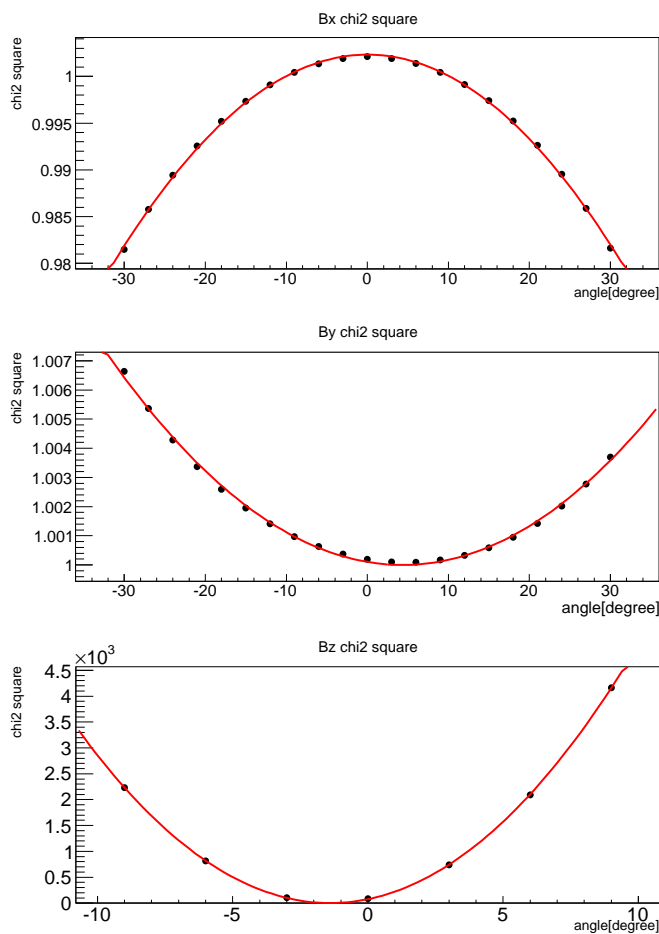 Bx chi2 square
chi2 square
1
0.995
0.99
0.985
0.98
-30 -20 -10 0 10 20 30
angle[degree]
By chi2 square
chi2 square
1.007
1.006
1.005
1.004
1.003
1.002
1.001
1
-30 -20 -10 0 10 20 30
angle[degree]
Bz chi2 square
×10³
chi2 square
4.5
4
3.5
3
2.5
2
1.5
1
0.5
0
-10 -5 0 5 10
angle[degree]